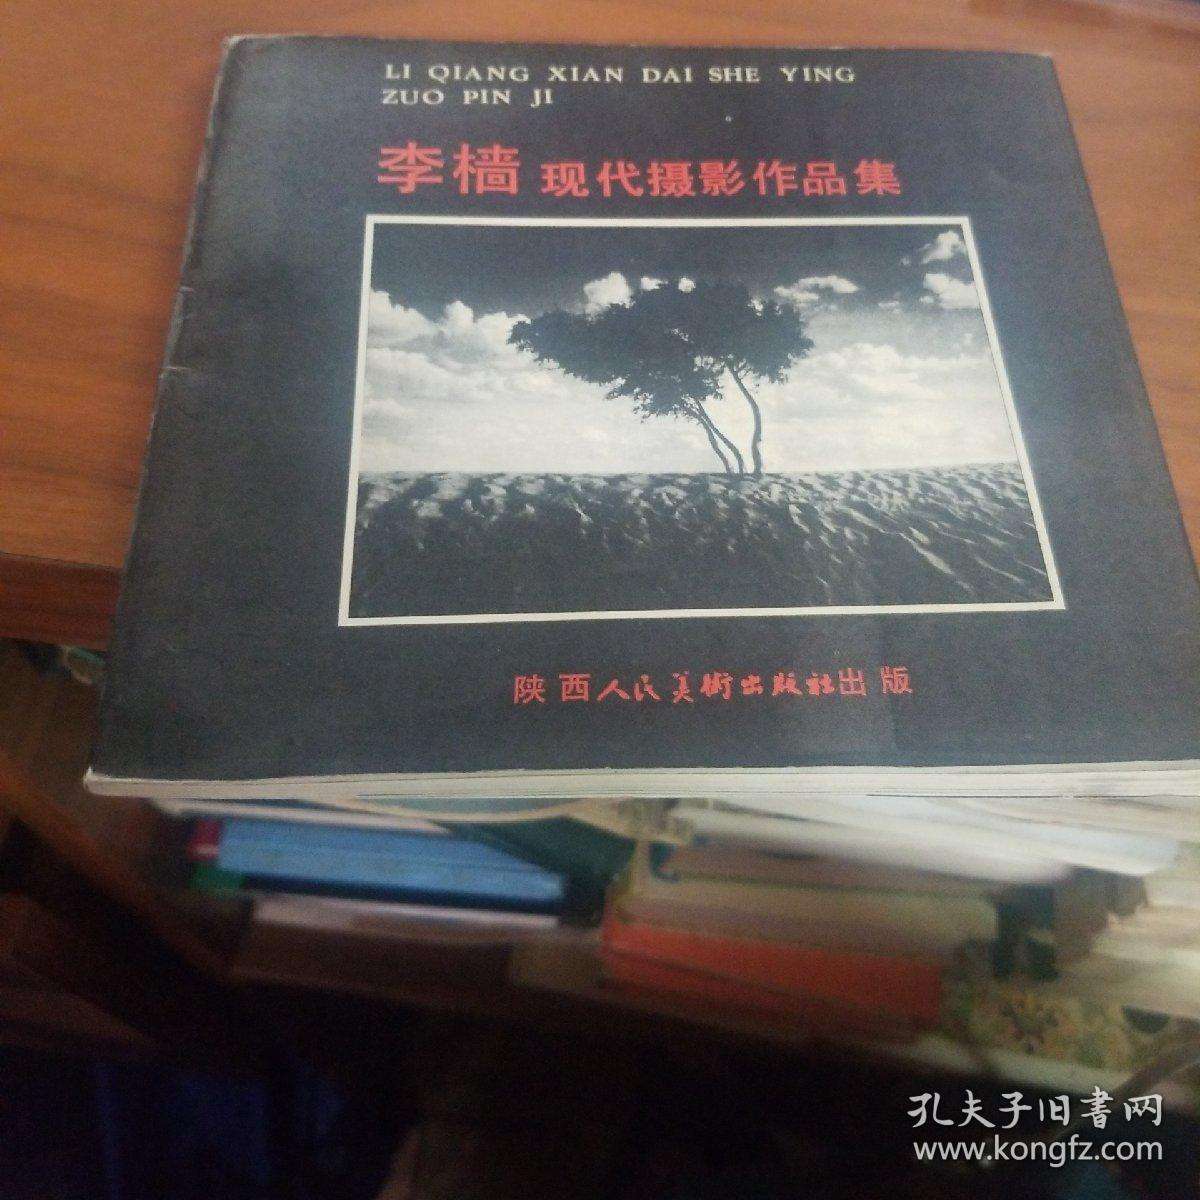 LI QIANG XIAN DAI SHE YING
ZUO PIN JI
李樯 现代摄影作品集
陕西人民美術出版社出版
孔夫子旧書网
www.kongfz.com